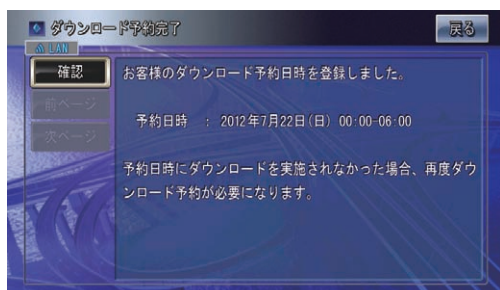 ダウンロード予約完了
戻る
LAN
確認
前ページ
次ページ
お客様のダウンロード予約日時を登録しました。
予約日時 : 2012年7月22日(日) 00:00-06:00
予約日時にダウンロードを実施されなかった場合、再度ダウ
ンロード予約が必要になります。